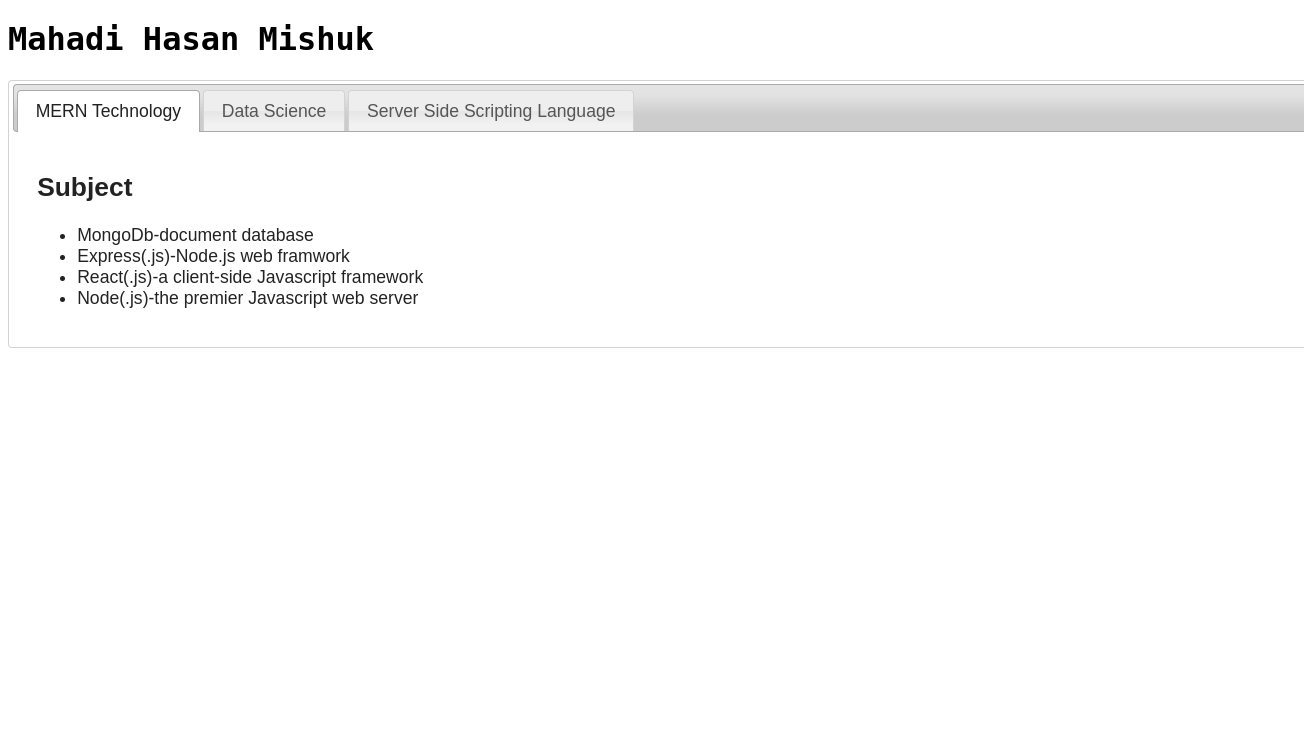 Mahadi Hasan Mishuk
MERN Technology
Data Science
Server Side Scripting Language
Subject
MongoDb-document database
Express(.js)-Node.js web framwork
React(.js)-a client-side Javascript framework
Node(.js)-the premier Javascript web server